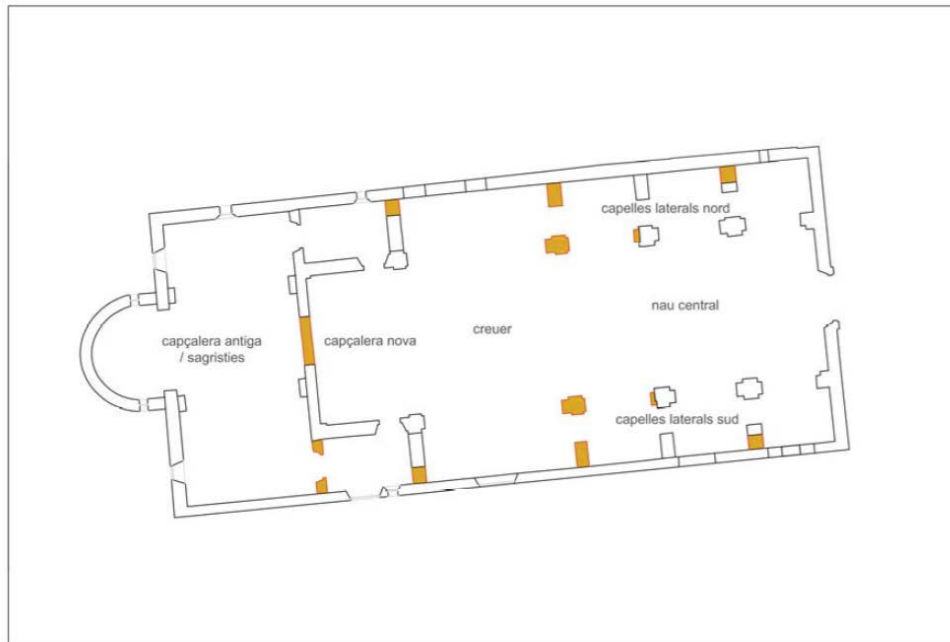 capelles laterals nord
nau central
creuer
capçalera antiga
/ sagristies
capçalera nova
capelles laterals sud